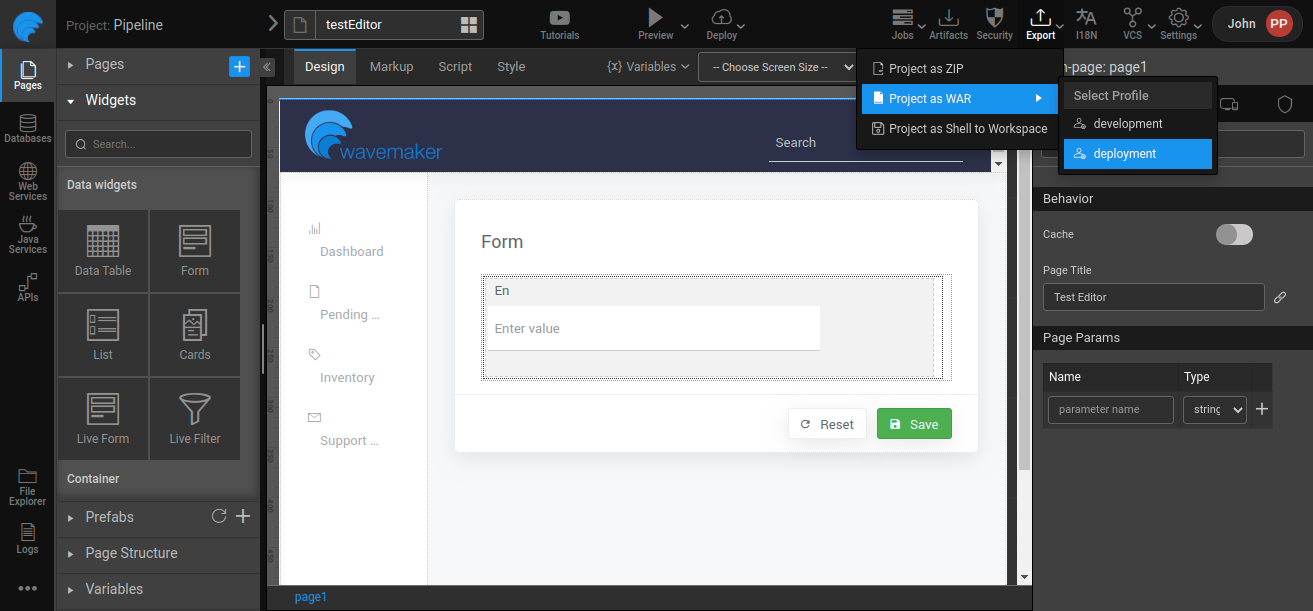 Project: Pipeline
testEditor
Tutorials
Preview
Deploy
Jobs
Artifacts
Security
Export
I18N
VCS
Settings
John
PP
Pages
Databases
Web
Services
Java
Services
APIs
File
Explorer
Logs
Pages
Widgets
Search...
Data widgets
Data Table
Form
List
Cards
Live Form
Live Filter
Container
Prefabs
Page Structure
Variables
Design
Markup
Script
Style
{x} Variables
-- Choose Screen Size --
Project as ZIP
Project as WAR
Project as Shell to Workspace
Select Profile
development
deployment
wavemaker
Search
Dashboard
Pending ...
Inventory
Support ...
Form
En
Enter value
Reset
Save
page1
-page: page1
Behavior
Cache
Page Title
Test Editor
Page Params
Name
Type
parameter name
string